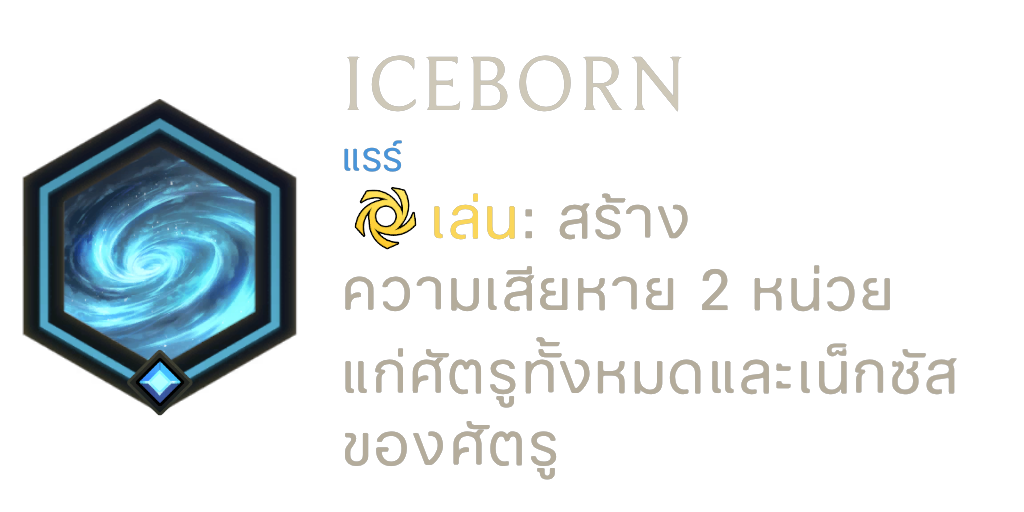 ICEBORN
แรร์
เล่น: สร้าง
ความเสียหาย 2 หน่วย
แก่ศัตรูทั้งหมดและเน็กซัส
ของศัตรู